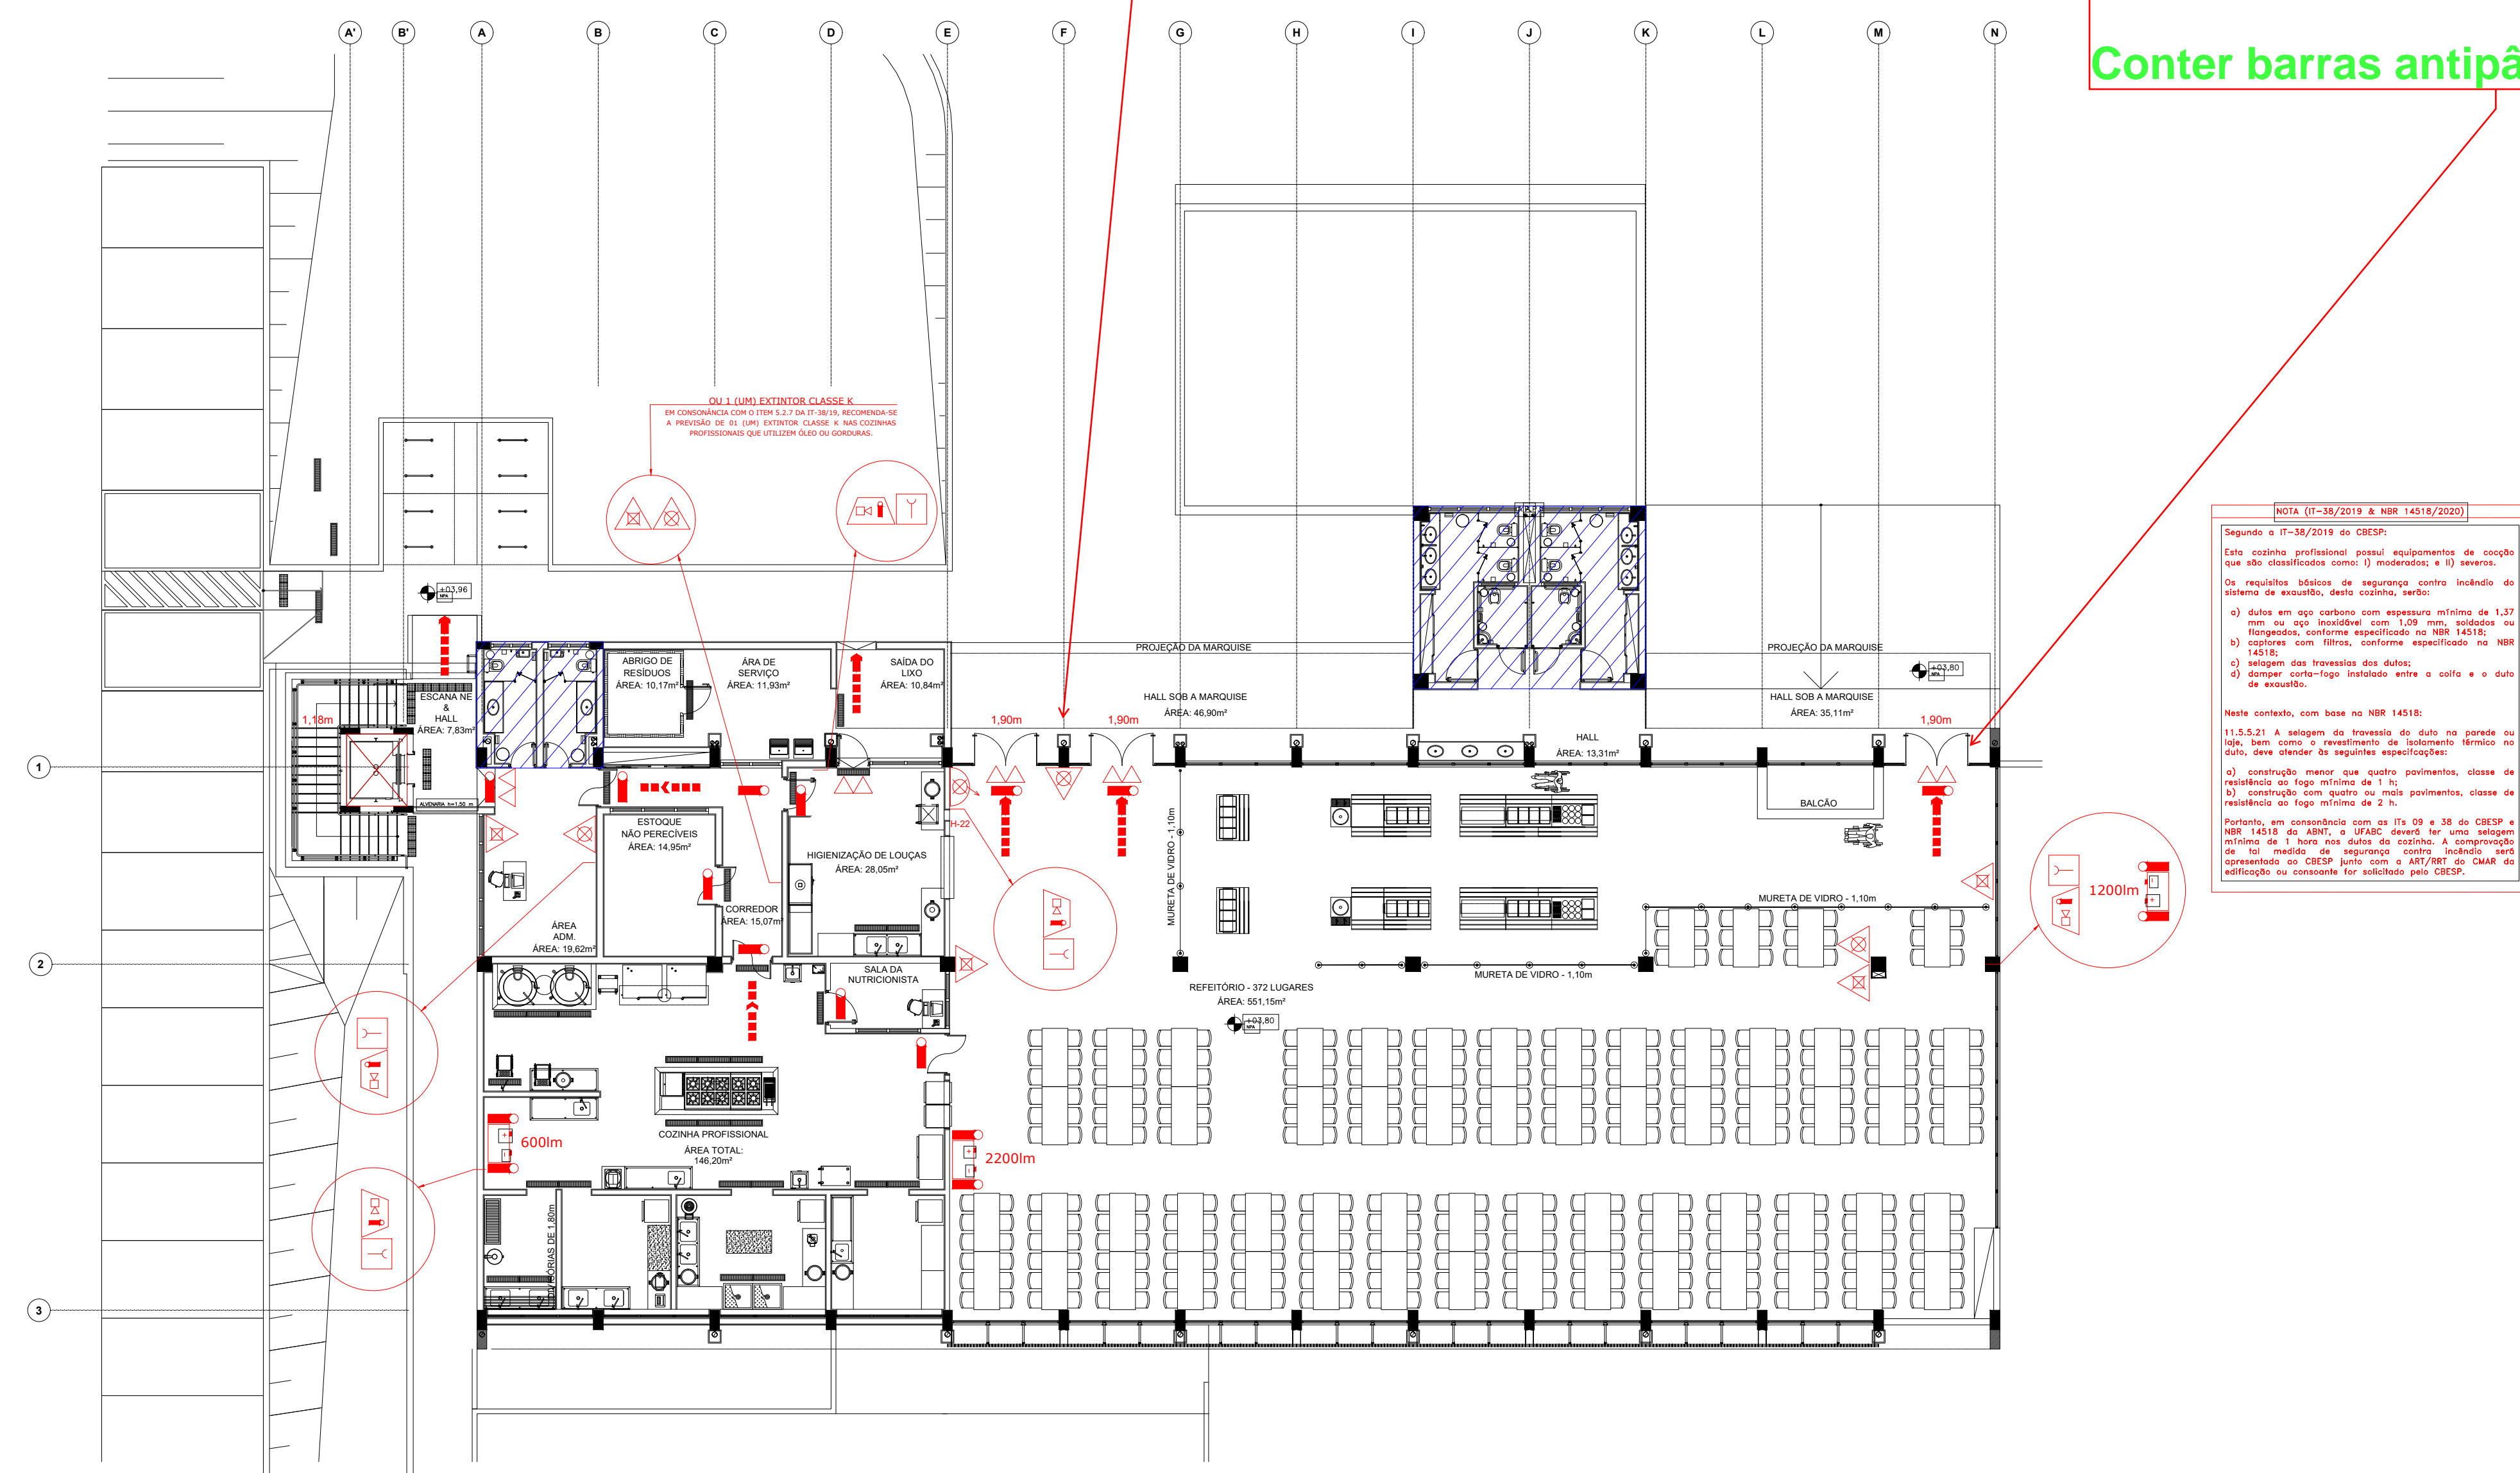 A' B' A B C D E F G H I J K L M N
Conter barras antipâ
OU 1 (UM) EXTINTOR CLASSE K
EM CONSONÂNCIA COM O ITEM 5.2.7 DA IT-38/19, RECOMENDA-SE
A PREVISÃO DE 01 (UM) EXTINTOR CLASSE K NAS COZINHAS
PROFISSIONAIS QUE UTILIZEM ÓLEO OU GORDURAS.
NOTA (IT-38/2019 & NBR 14518/2020)
Segundo a IT-38/2019 do CBESP:
Esta cozinha profissional possui equipamentos de cocção
que são classificados como: I) moderados; e II) severos.
Os requisitos básicos de segurança contra incêndio do
sistema de exaustão, desta cozinha, serão:
a) dutos em aço carbono com espessura mínima de 1,37
mm ou aço inoxidável com 1,09 mm, soldados ou
flangeados, conforme especificado na NBR 14518;
b) captores com filtros, conforme especificado na NBR
14518;
c) selagem das travessias dos dutos;
d) damper corta-fogo instalado entre a coifa e o duto
de exaustão.
Neste contexto, com base na NBR 14518:
11.5.5.21 A selagem da travessia do duto na parede ou
laje, bem como o revestimento de isolamento térmico no
duto, deve atender às seguintes especifcações:
a) construção menor que quatro pavimentos, classe de
resistência ao fogo mínima de 1 h;
b) construção com quatro ou mais pavimentos, classe de
resistência ao fogo mínima de 2 h.
Portanto, em consonância com as ITs 09 e 38 do CBESP e
NBR 14518 da ABNT, a UFABC deverá ter uma selagem
mínima de 1 hora nos dutos da cozinha. A comprovação
de tal medida de segurança contra incêndio será
apresentada ao CBESP junto com a ART/RRT do CMAR da
edificação ou consoante for solicitado pelo CBESP.
+03,96
NPA
PROJEÇÃO DA MARQUISE
PROJEÇÃO DA MARQUISE
+03,80
NPA
ABRIGO DE
RESÍDUOS
ÁREA: 10,17m²
ÁRA DE
SERVIÇO
ÁREA: 11,93m²
SAÍDA DO
LIXO
ÁREA: 10,84m²
ESCANA NE
&
HALL
ÁREA: 7,83m²
1,18m
HALL SOB A MARQUISE
ÁREA: 46,90m²
HALL SOB A MARQUISE
ÁREA: 35,11m²
1,90m
1,90m
1,90m
HALL
ÁREA: 13,31m²
1
ALVENARIA h=1.50 m
BALCÃO
ESTOQUE
NÃO PERECÍVEIS
ÁREA: 14,95m²
H-22
HIGIENIZAÇÃO DE LOUÇAS
ÁREA: 28,05m²
MURETA DE VIDRO - 1,10m
MURETA DE VIDRO - 1,10m
1200lm
CORREDOR
ÁREA: 15,07m²
ÁREA
ADM.
ÁREA: 19,62m²
2
SALA DA
NUTRICIONISTA
MURETA DE VIDRO - 1,10m
REFEITÓRIO - 372 LUGARES
ÁREA: 551,15m²
+03,80
NPA
COZINHA PROFISSIONAL
ÁREA TOTAL:
146,20m²
600lm
2200lm
DIVISÓRIAS DE 1.80m
3